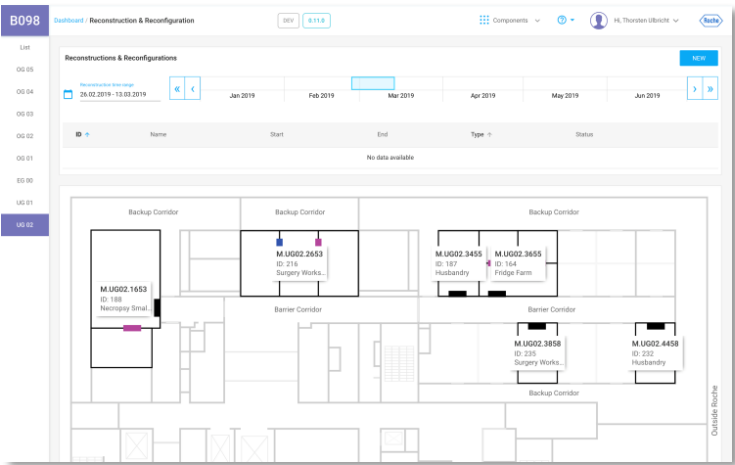 B098
Dashboard / Reconstruction & Reconfiguration
DEV
0.11.0
Components
Hi, Thorsten Ulbricht
Roche
List
OG 05
OG 04
OG 03
OG 02
OG 01
EG 00
UG 01
UG 02
Reconstructions & Reconfigurations
NEW
Reconstruction time range
26.02.2019 - 13.03.2019
Jan 2019
Feb 2019
Mar 2019
Apr 2019
May 2019
Jun 2019
ID
Name
Start
End
Type
Status
No data available
Backup Corridor
Backup Corridor
Backup Corridor
M.UG02.2653
ID: 216
Surgery Works...
M.UG02.3455
ID: 187
Husbandry
M.UG02.3655
ID: 164
Fridge Farm
M.UG02.1653
ID: 188
Necropsy Smal...
Barrier Corridor
Barrier Corridor
M.UG02.3858
ID: 235
Surgery Works...
M.UG02.4458
ID: 232
Husbandry
Backup Corridor
Outside Roche